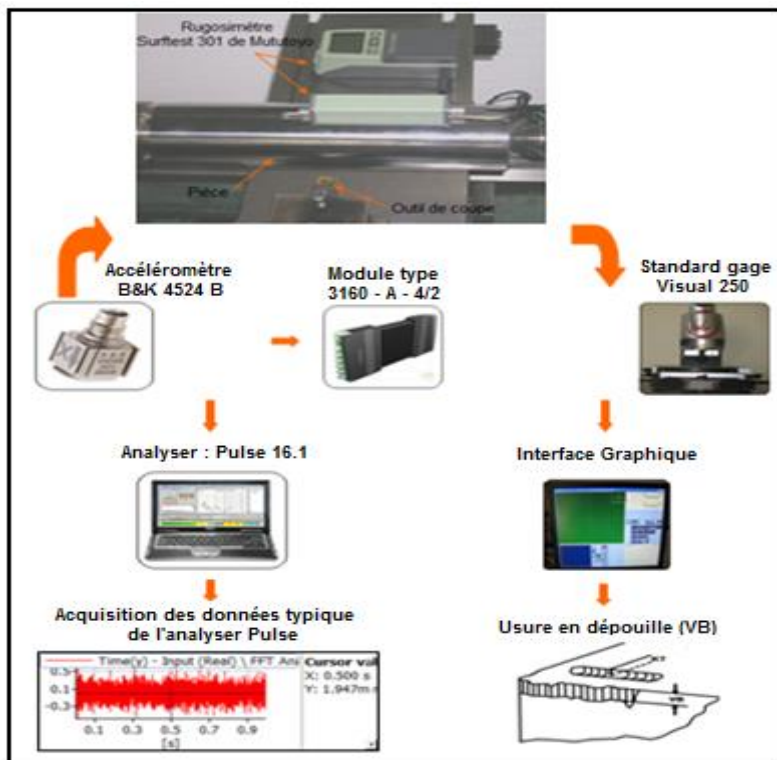 Rugosimètre
Surftest 301 de Mututoyo
Pièce
Outil de coupe
Accéléromètre
B&K 4524 B
Module type
3160 - A - 4/2
Standard gage
Visual 250
Analyser : Pulse 16.1
Interface Graphique
Acquisition des données typique
de l'analyser Pulse
Usure en dépouille (VB)
Time(y) - Input (Real) \ FFT Ana
Cursor val
0.5
X: 0.500 s
0.1
Y: 1.947m s
-0.3
0.1 0.3 0.5 0.7 0.9
[s]